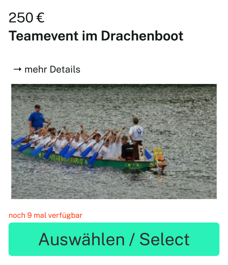 250 €
Teamevent im Drachenboot
→ mehr Details
noch 9 mal verfügbar
Auswählen / Select